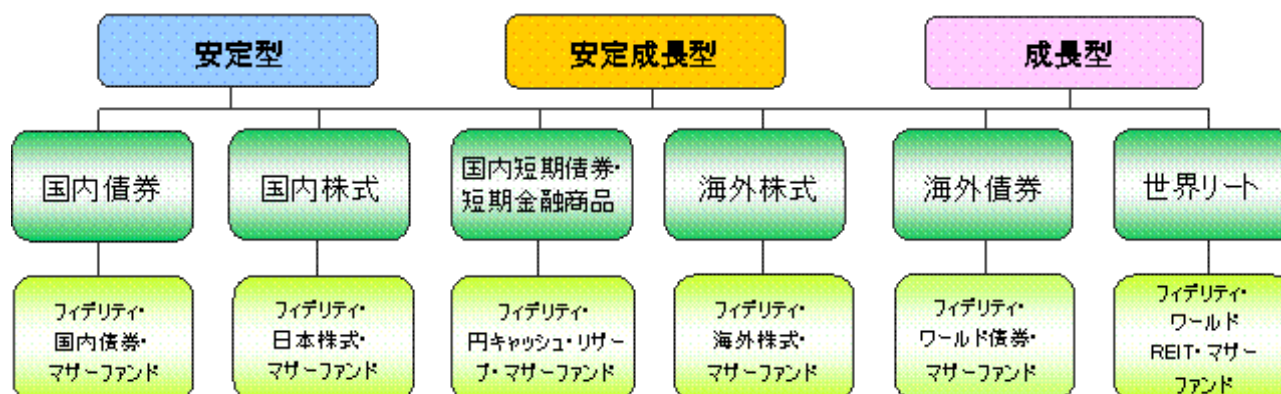 安定型
安定成長型
成長型
国内債券
国内株式
国内短期債券・
短期金融商品
海外株式
海外債券
世界リート
フィデリティ・
国内債券・
マザーファンド
フィデリティ・
日本株式・
マザーファンド
フィデリティ・
円キャッシュ・リザー
ブ・マザーファンド
フィデリティ・
海外株式・
マザーファンド
フィデリティ・
ワールド債券・
マザーファンド
フィデリティ・
ワールド
REIT・マザー
ファンド